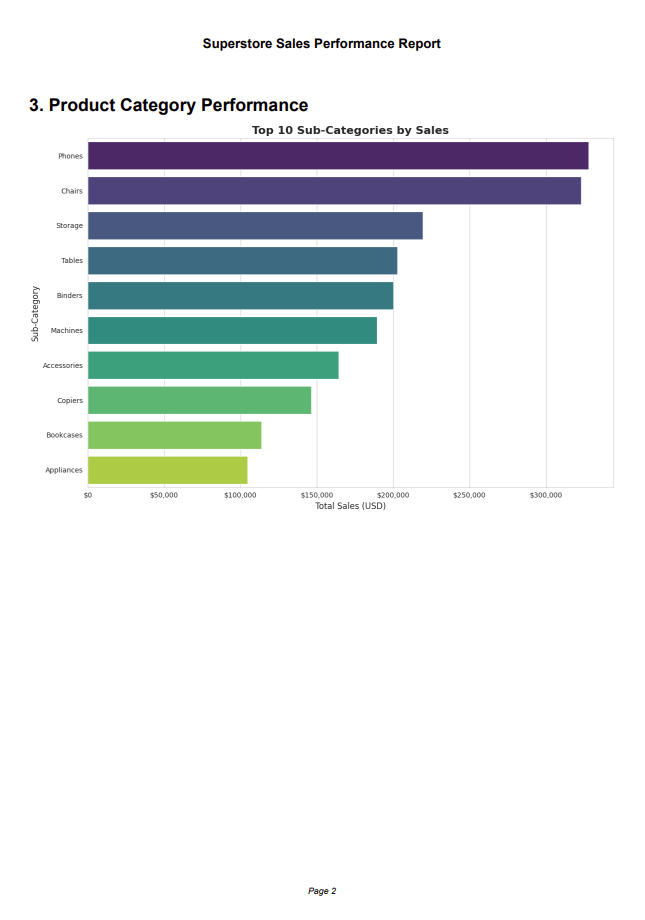 Superstore Sales Performance Report
3. Product Category Performance
Top 10 Sub-Categories by Sales
Sub-Category
Phones
Chairs
Storage
Tables
Binders
Machines
Accessories
Copiers
Bookcases
Appliances
$0 $50,000 $100,000 $150,000 $200,000 $250,000 $300,000
Total Sales (USD)
Page 2